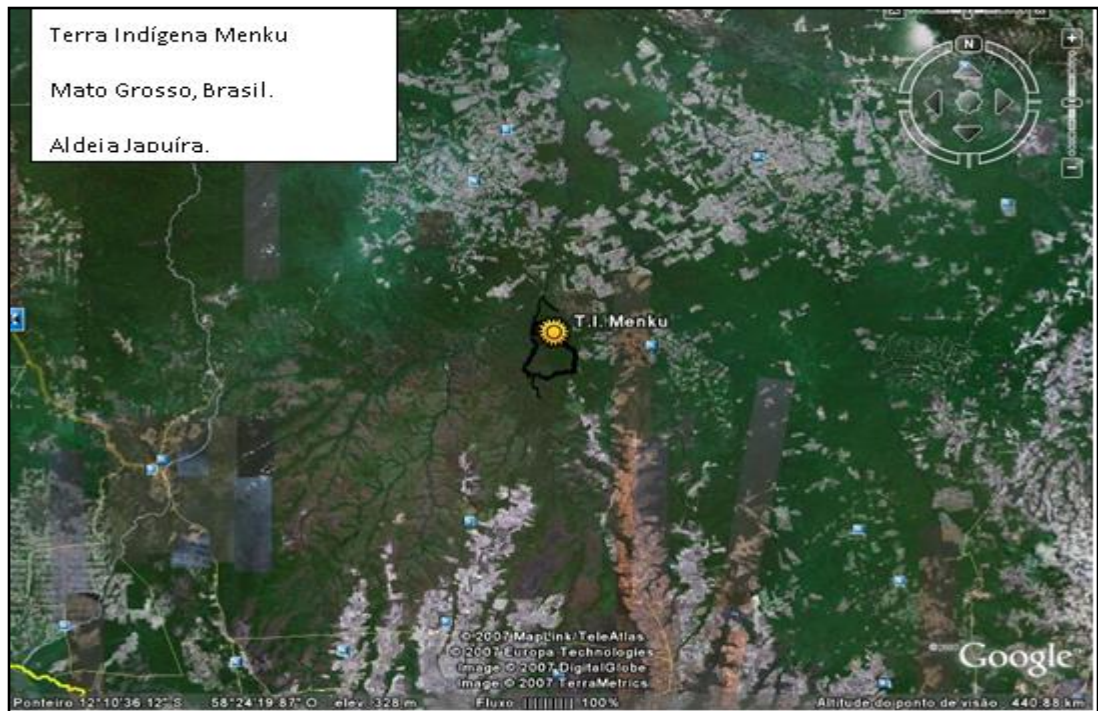 Terra Indígena Menku
Mato Grosso, Brasil.
Aldeia Japuíra.
N
T.I. Menku
© 2007 MapLink/TeleAtlas
© 2007 Europa Technologies
Image © 2007 DigitalGlobe
Image © 2007 TerraMetrics
Google
Ponteiro 12°10'36.12" S 58°24'19.87" O elev. 328 m Fluxo 100% Altitude do ponto de visão 440.88 km